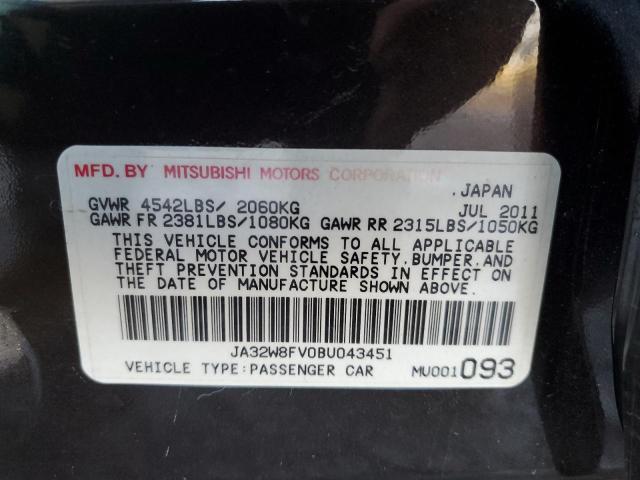 MFD. BY MITSUBISHI MOTORS CORPORATION
.JAPAN
GVWR 4542LBS/ 2060KG JUL 2011
GAWR FR 2381LBS/1080KG GAWR RR 2315LBS/1050KG
THIS VEHICLE CONFORMS TO ALL APPLICABLE
FEDERAL MOTOR VEHICLE SAFETY,BUMPER,AND
THEFT PREVENTION STANDARDS IN EFFECT ON
THE DATE OF MANUFACTURE SHOWN ABOVE.
JA32W8FV0BU043451
VEHICLE TYPE:PASSENGER CAR MU001 093